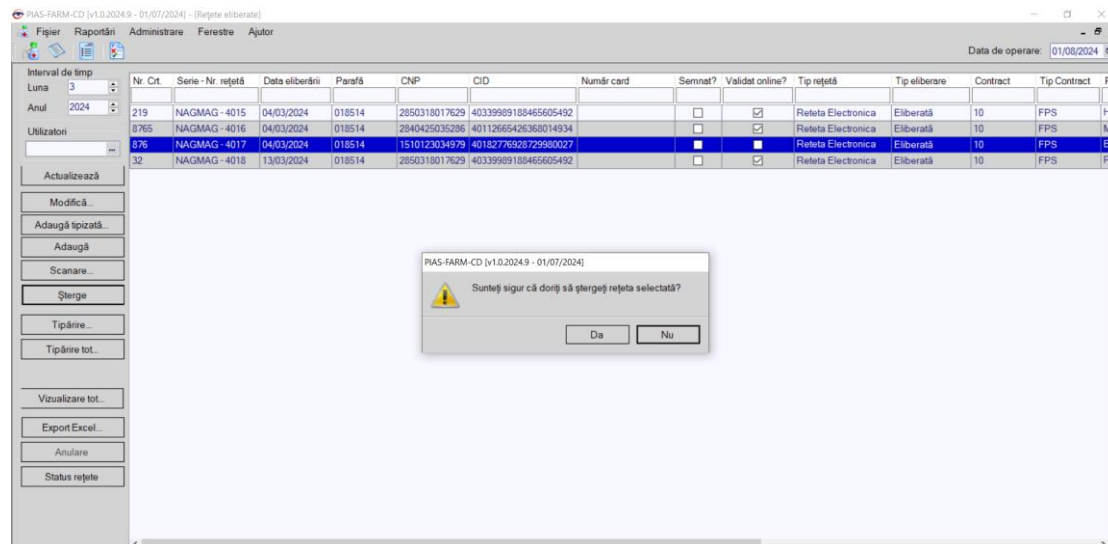 PIAS-FARM-CD [v1.0.2024.9 - 01/07/2024] - [Rețete eliberate]
Fișier Raportări Administrare Ferestre Ajutor
Data de operare: 01/08/2024
Interval de timp
Luna 3
Anul 2024
Utilizatori
...
Actualizează
Modifică...
Adaugă tipizată...
Adaugă
Scanare...
Șterge
Tipărire...
Tipărire tot...
Vizualizare tot...
Export Excel...
Anulare
Status rețete
Nr. Crt. Serie - Nr. rețetă Data eliberării Parafă CNP CID Număr card Semnat? Validat online? Tip rețetă Tip eliberare Contract Tip Contract
219 NAGMAG - 4015 04/03/2024 018514 2850318017629 40339989188465605492 Reteta Electronica Eliberată 10 FPS
8765 NAGMAG - 4016 04/03/2024 018514 2840425035286 40112665426368014934 Reteta Electronica Eliberată 10 FPS
876 NAGMAG - 4017 04/03/2024 018514 1510123034979 40182776928729980027 Reteta Electronica Eliberată 10 FPS
32 NAGMAG - 4018 13/03/2024 018514 2850318017629 40339989188465605492 Reteta Electronica Eliberată 10 FPS
PIAS-FARM-CD [v1.0.2024.9 - 01/07/2024]
Sunteți sigur că doriți să ștergeți rețeta selectată?
Da Nu